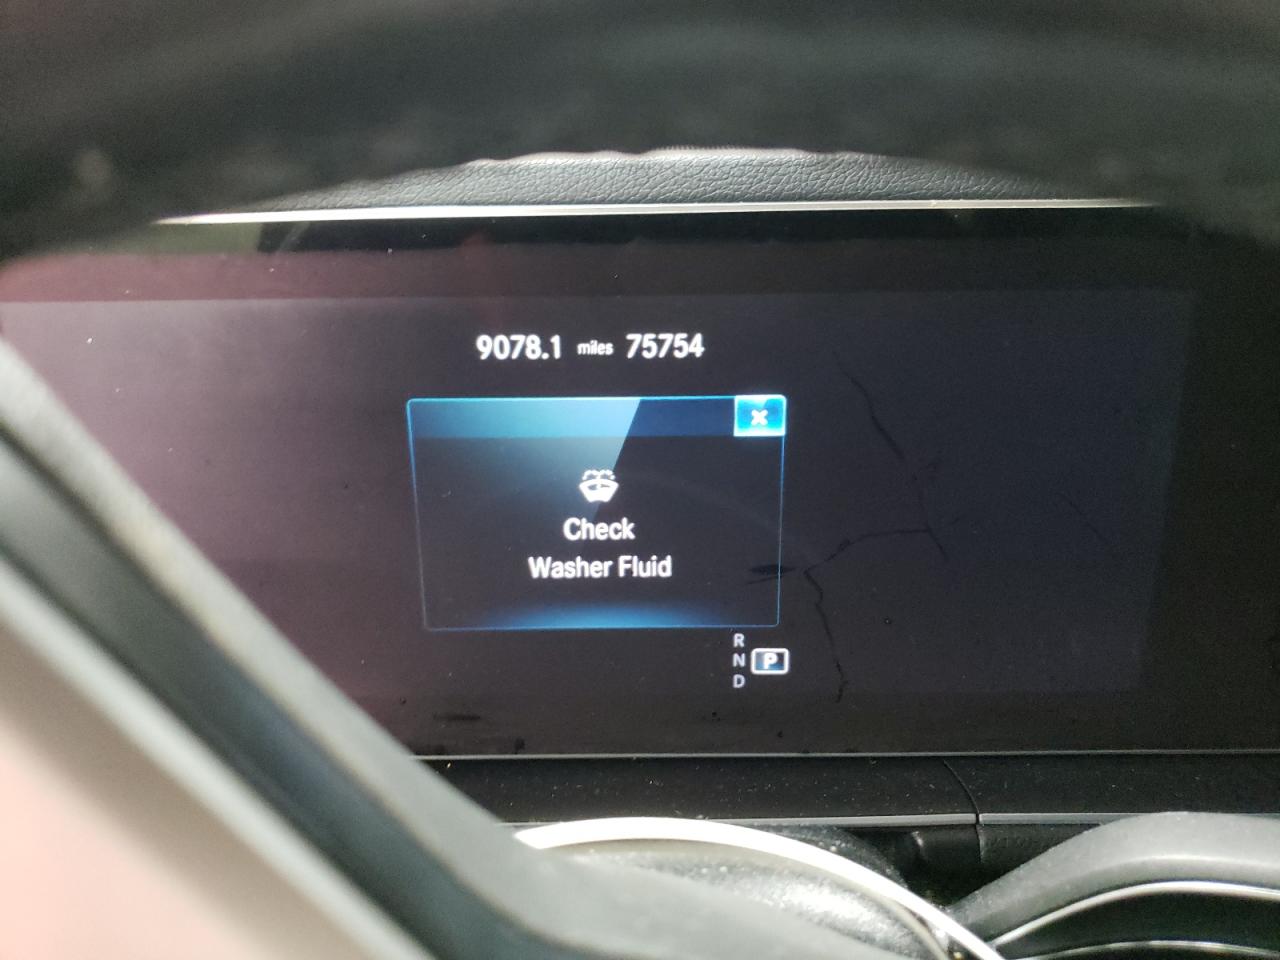 9078.1 miles 75754
Check
Washer Fluid
R
N P
D